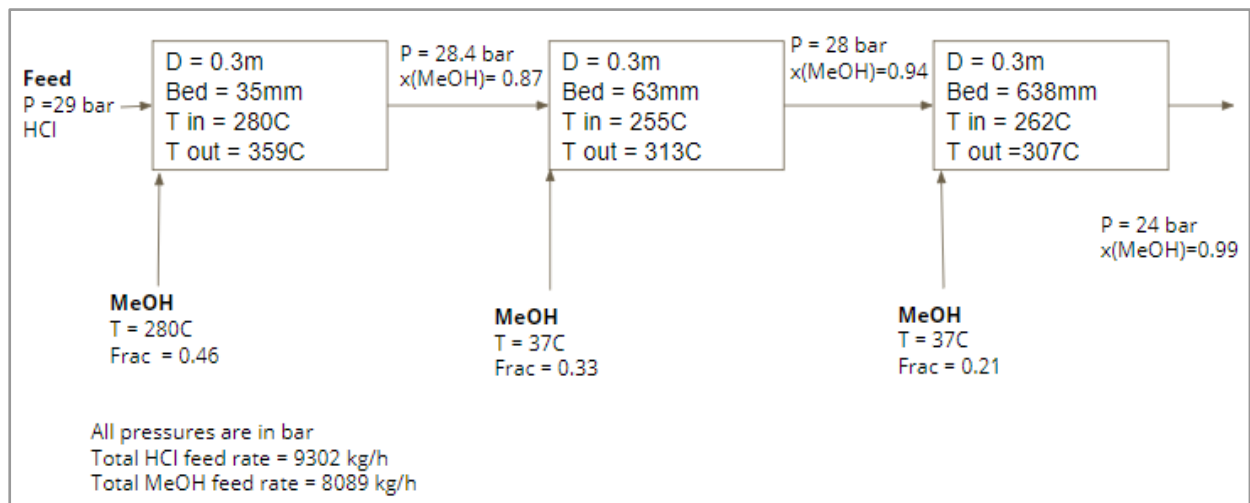 Feed
P =29 bar
HCl
D = 0.3m
Bed = 35mm
T in = 280C
T out = 359C
P = 28.4 bar
x(MeOH)= 0.87
D = 0.3m
Bed = 63mm
T in = 255C
T out = 313C
P = 28 bar
x(MeOH)=0.94
D = 0.3m
Bed = 638mm
T in = 262C
T out =307C
P = 24 bar
x(MeOH)=0.99
MeOH
T = 280C
Frac = 0.46
MeOH
T = 37C
Frac = 0.33
MeOH
T = 37C
Frac = 0.21
All pressures are in bar
Total HCl feed rate = 9302 kg/h
Total MeOH feed rate = 8089 kg/h